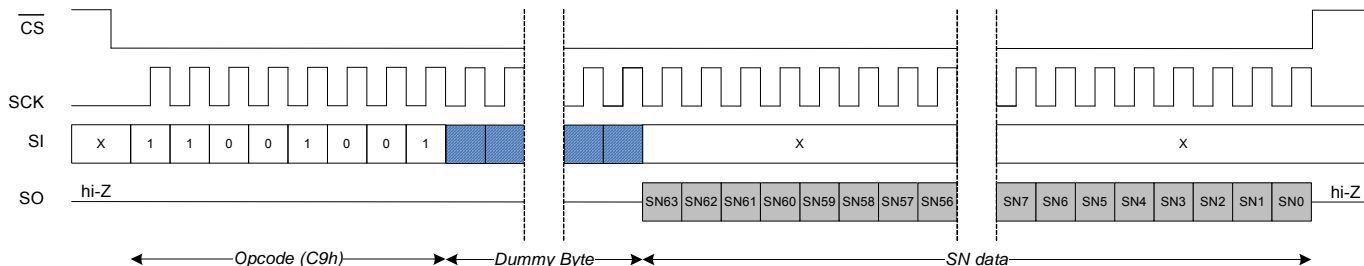 CS
SCK
SI X 1 1 0 0 1 0 0 1 X X
SO hi-Z SN63 SN62 SN61 SN60 SN59 SN58 SN57 SN56 SN7 SN6 SN5 SN4 SN3 SN2 SN1 SN0 hi-Z
Opcode (C9h) Dummy Byte SN data